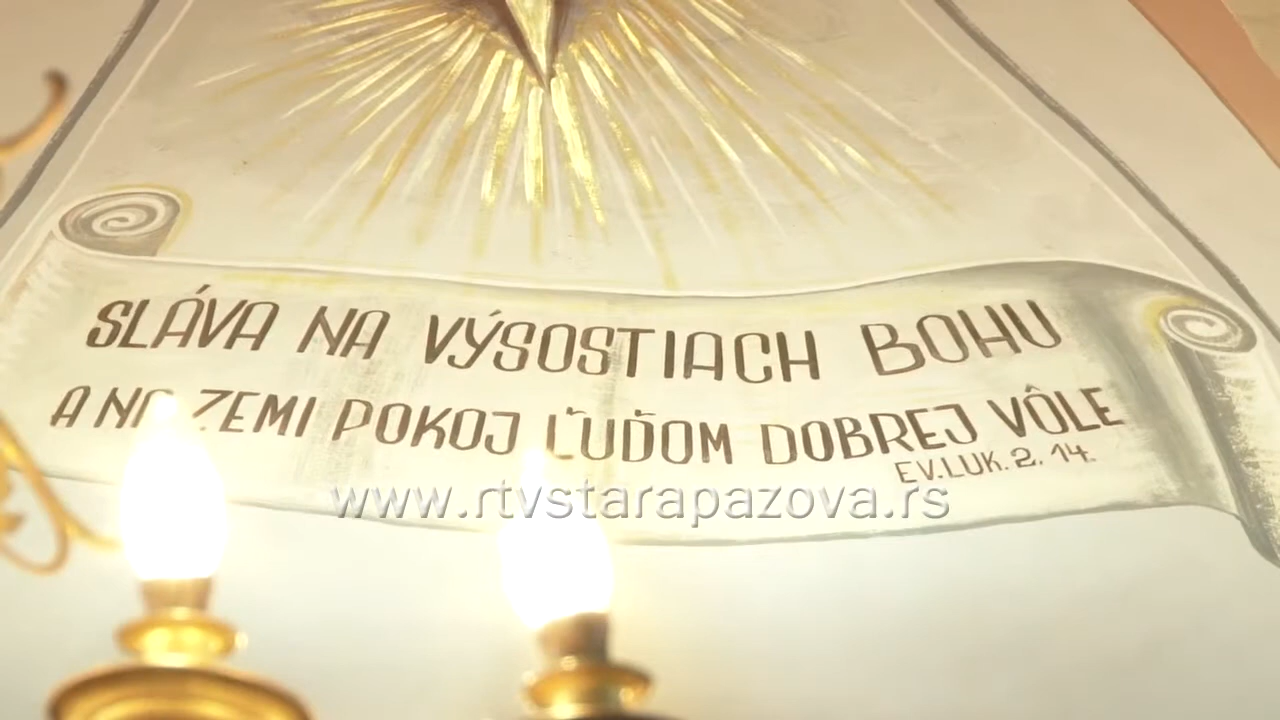 SLÁVA NA VÝSOSTIACH BOHU
A NA ZEMI POKOJ ĽUĎOM DOBREJ VÔLE
EV. LUK. 2. 14.
www.rtvstarapazova.rs